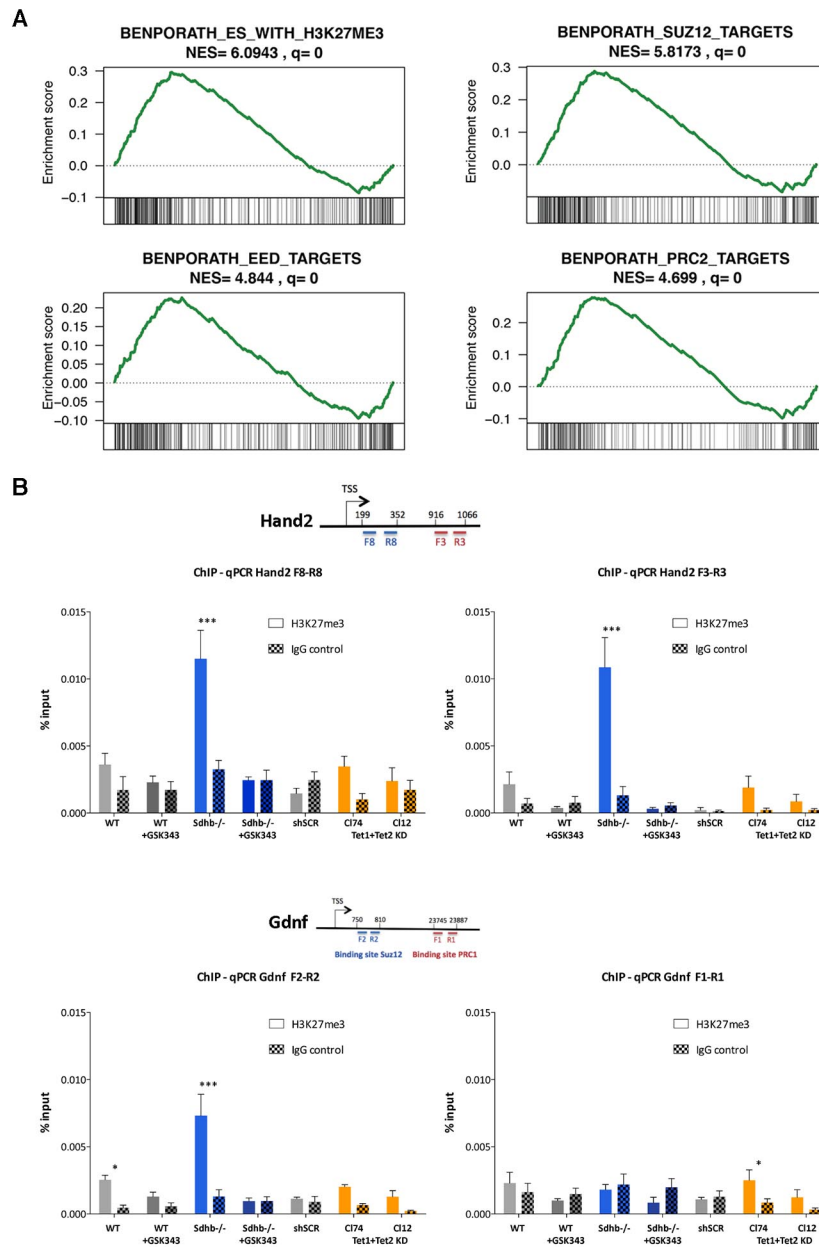 A
BENPORATH_ES_WITH_H3K27ME3
NES= 6.0943 , q= 0
Enrichment score
0.3
0.2
0.1
0.0
−0.1
BENPORATH_SUZ12_TARGETS
NES= 5.8173 , q= 0
Enrichment score
0.3
0.2
0.1
0.0
BENPORATH_EED_TARGETS
NES= 4.844 , q= 0
Enrichment score
0.20
0.15
0.10
0.05
0.00
−0.05
−0.10
BENPORATH_PRC2_TARGETS
NES= 4.699 , q= 0
Enrichment score
0.3
0.2
0.1
0.0
−0.1
B
Hand2
TSS
199 352 916 1066
F8 R8 F3 R3
ChIP - qPCR Hand2 F8-R8
% input
0.015
0.010
0.005
0.000
***
H3K27me3
IgG control
WT WT Sdhb-/- Sdhb-/- shSCR Cl74 Cl12
+GSK343 +GSK343 Tet1+Tet2 KD
ChIP - qPCR Hand2 F3-R3
% input
0.015
0.010
0.005
0.000
***
H3K27me3
IgG control
WT WT Sdhb-/- Sdhb-/- shSCR Cl74 Cl12
+GSK343 +GSK343 Tet1+Tet2 KD
Gdnf
TSS
750 810 23745 23887
F2 R2 F1 R1
Binding site Suz12 Binding site PRC1
ChIP - qPCR Gdnf F2-R2
% input
0.015
0.010
0.005
0.000
*
***
H3K27me3
IgG control
WT WT Sdhb-/- Sdhb-/- shSCR Cl74 Cl12
+GSK343 +GSK343 Tet1+Tet2 KD
ChIP - qPCR Gdnf F1-R1
% input
0.015
0.010
0.005
0.000
*
H3K27me3
IgG control
WT WT Sdhb-/- Sdhb-/- shSCR Cl74 Cl12
+GSK343 +GSK343 Tet1+Tet2 KD